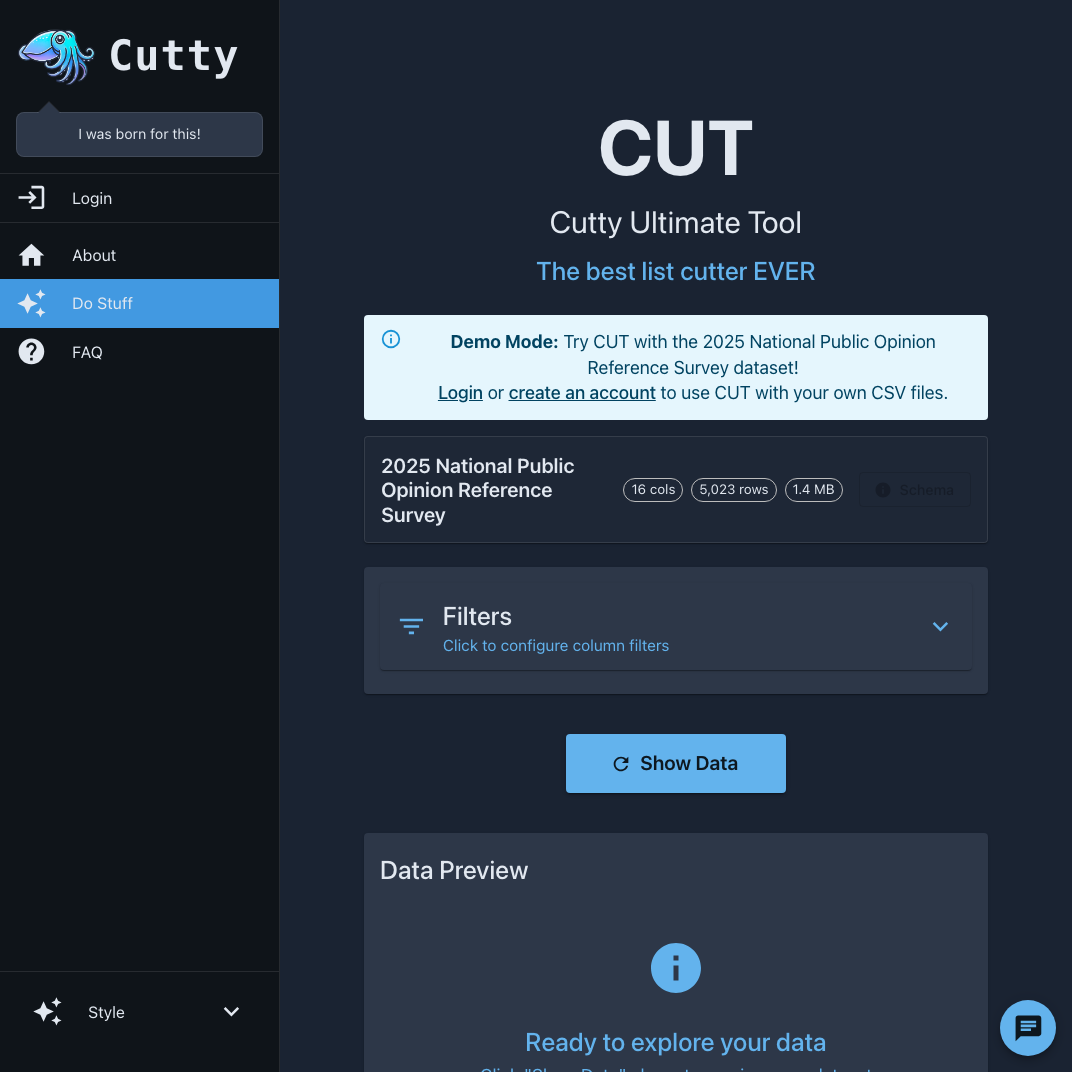 Cutty
I was born for this!
Login
About
Do Stuff
FAQ
Style
CUT
Cutty Ultimate Tool
The best list cutter EVER
Demo Mode: Try CUT with the 2025 National Public Opinion
Reference Survey dataset!
Login or create an account to use CUT with your own CSV files.
2025 National Public
Opinion Reference
Survey
16 cols
5,023 rows
1.4 MB
Schema
Filters
Click to configure column filters
Show Data
Data Preview
Ready to explore your data